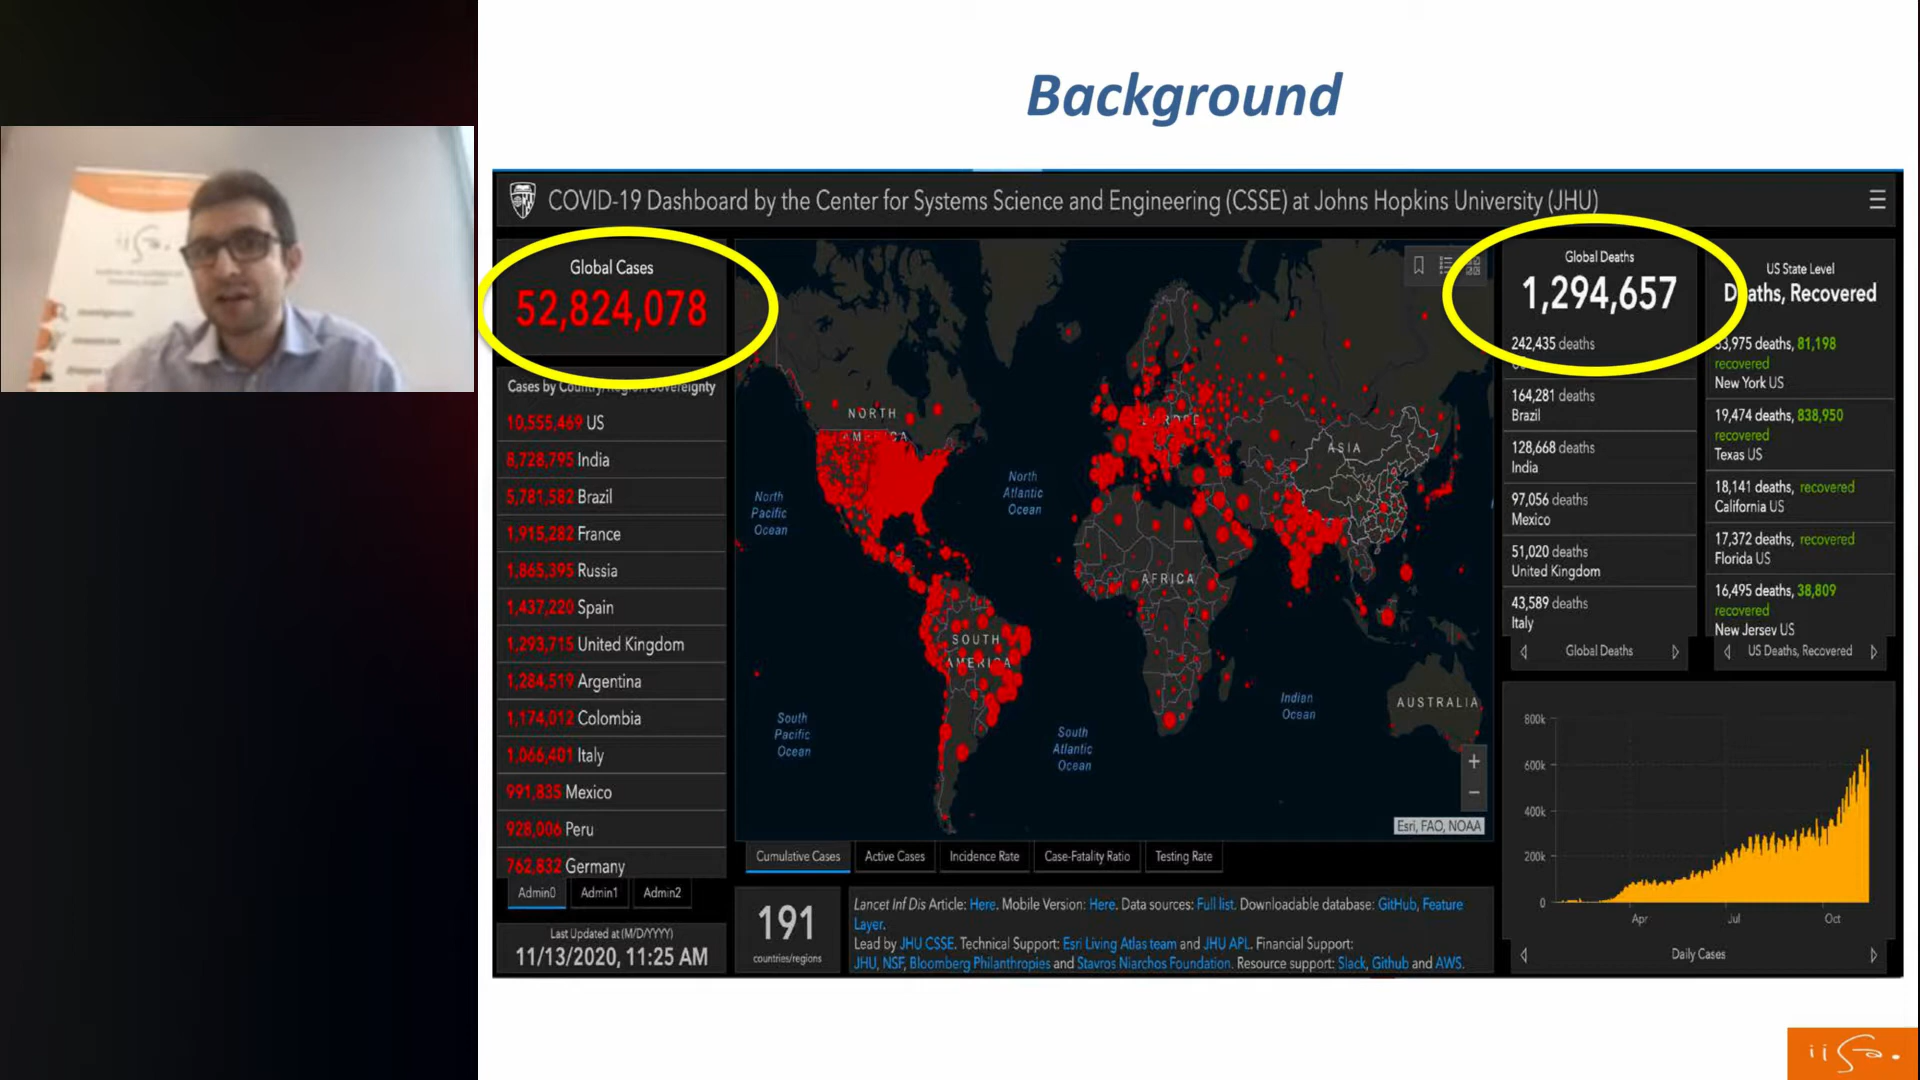 Background
COVID-19 Dashboard by the Center for Systems Science and Engineering (CSSE) at Johns Hopkins University (JHU)
Global Cases
52,824,078
Cases by Country/Region/Sovereignty
10,555,469 US
8,728,795 India
5,781,582 Brazil
1,915,282 France
1,865,395 Russia
1,437,220 Spain
1,293,715 United Kingdom
1,284,519 Argentina
1,174,012 Colombia
1,066,401 Italy
991,835 Mexico
928,006 Peru
762,832 Germany
Admin0 Admin1 Admin2
Last Updated at (M/D/YYYY)
11/13/2020, 11:25 AM
NORTH
AMERICA
North
Pacific
Ocean
North
Atlantic
Ocean
EUROPE
ASIA
AFRICA
SOUTH
AMERICA
South
Pacific
Ocean
South
Atlantic
Ocean
Indian
Ocean
AUSTRALIA
+
−
Esri, FAO, NOAA
Cumulative Cases Active Cases Incidence Rate Case-Fatality Ratio Testing Rate
191
countries/regions
Lancet Inf Dis Article: Here. Mobile Version: Here. Data sources: Full list. Downloadable database: GitHub, Feature
Layer.
Lead by JHU CSSE. Technical Support: Esri Living Atlas team and JHU APL. Financial Support:
JHU, NSF, Bloomberg Philanthropies and Stavros Niarchos Foundation. Resource support: Slack, Github and AWS.
Global Deaths
1,294,657
242,435 deaths
164,281 deaths
Brazil
128,668 deaths
India
97,056 deaths
Mexico
51,020 deaths
United Kingdom
43,589 deaths
Italy
Global Deaths
US State Level
Deaths, Recovered
33,975 deaths, 81,198
recovered
New York US
19,474 deaths, 838,950
recovered
Texas US
18,141 deaths, recovered
California US
17,372 deaths, recovered
Florida US
16,495 deaths, 38,809
recovered
New Jersey US
US Deaths, Recovered
800k
600k
400k
200k
0
Apr Jul Oct
Daily Cases